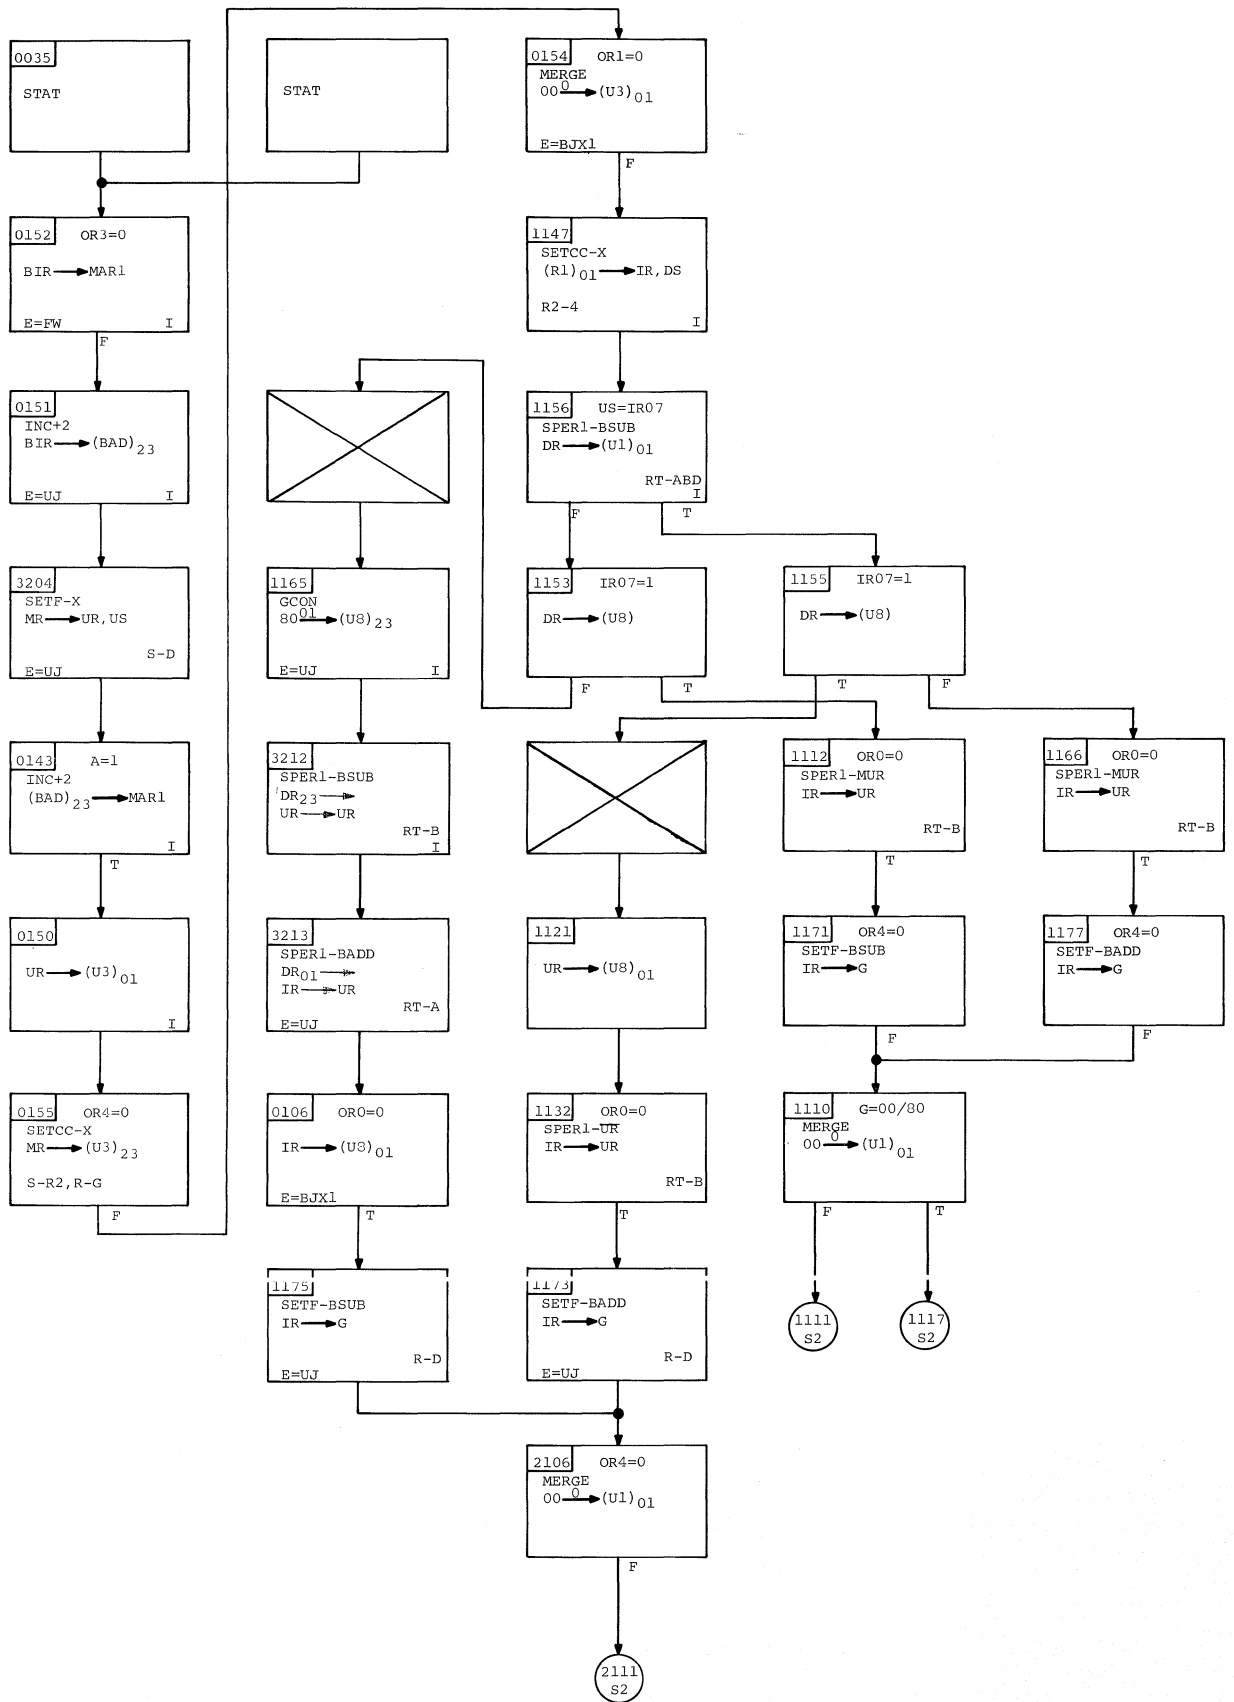 0035
STAT
STAT
0154 OR1=0
MERGE
00 0 (U3)01
E=BJX1
F
0152 OR3=0
BIR MAR1
E=FW I
F
1147
SETCC-X
(R1)01 IR,DS
R2-4
I
0151
INC+2
BIR (BAD)23
E=UJ I
1156 US=IR07
SPER1-BSUB
DR (U1)01
RT-ABD
I
F T
3204
SETF-X
MR UR,US
S-D
E=UJ
1165
GCON
80 01 (U8)23
E=UJ I
1153 IR07=1
DR (U8)
F T
1155 IR07=1
DR (U8)
T F
0143 A=1
INC+2
(BAD)23 MAR1
I
T
3212
SPER1-BSUB
DR23
UR UR
RT-B
I
1112 OR0=0
SPER1-MUR
IR UR
RT-B
T
1166 OR0=0
SPER1-MUR
IR UR
RT-B
T
0150
UR (U3)01
I
3213
SPER1-BADD
DR01
IR UR
RT-A
E=UJ
1121
UR (U8)01
1171 OR4=0
SETF-BSUB
IR G
F
1177 OR4=0
SETF-BADD
IR G
F
0155 OR4=0
SETCC-X
MR (U3)23
S-R2,R-G
F
0106 OR0=0
IR (U8)01
E=BJX1
T
1132 OR0=0
SPER1-UR
IR UR
RT-B
T
1110 G=00/80
MERGE
00 0 (U1)01
F T
1175
SETF-BSUB
IR G
R-D
E=UJ
1173
SETF-BADD
IR G
R-D
E=UJ
1111
S2
1117
S2
2106 OR4=0
MERGE
00 0 (U1)01
F
2111
S2